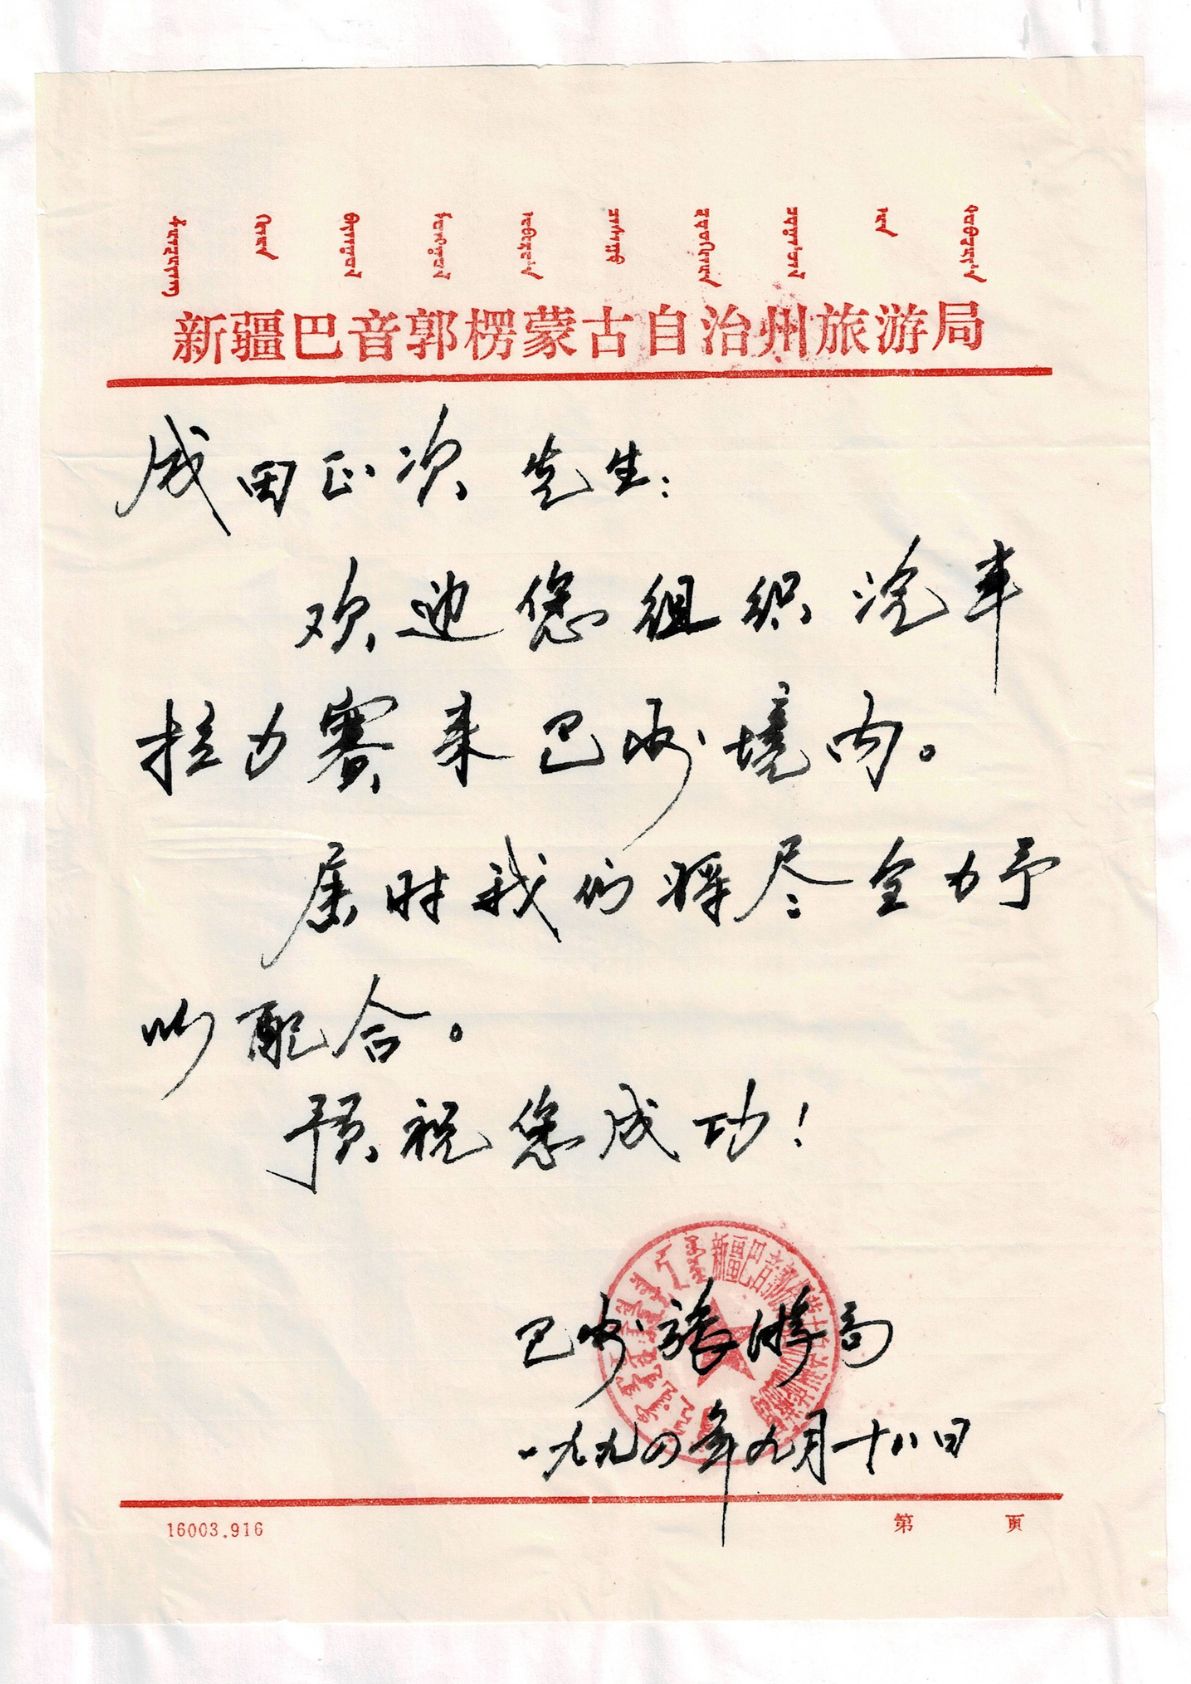 新疆巴音郭楞蒙古自治州旅游局
成田正次 先生：
欢迎您组织汽车
拉力赛来巴州境内。
届时我们将尽全力予
以配合。
预祝您成功！
巴州旅游局
一九九四年九月十八日
16003.916
第 页